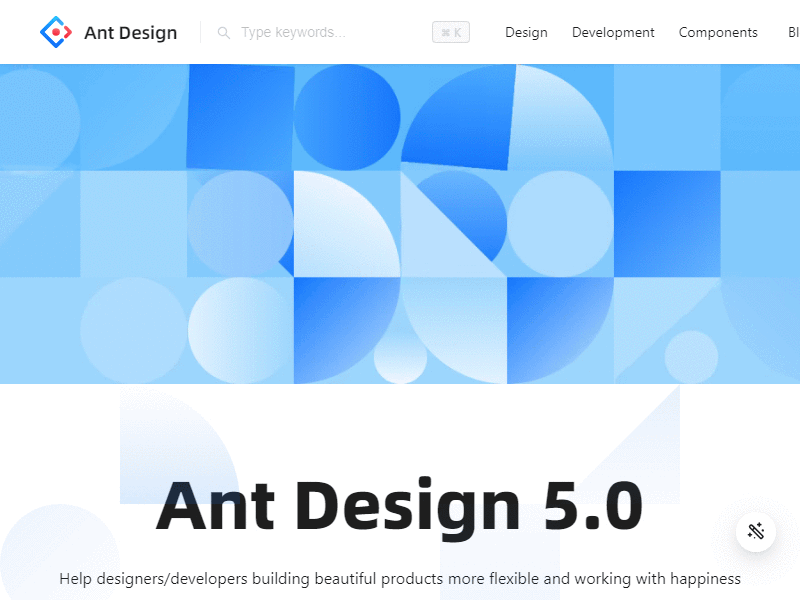 Ant Design
Type keywords...
⌘ K
Design
Development
Components
Bl
Ant Design 5.0
Help designers/developers building beautiful products more flexible and working with happiness